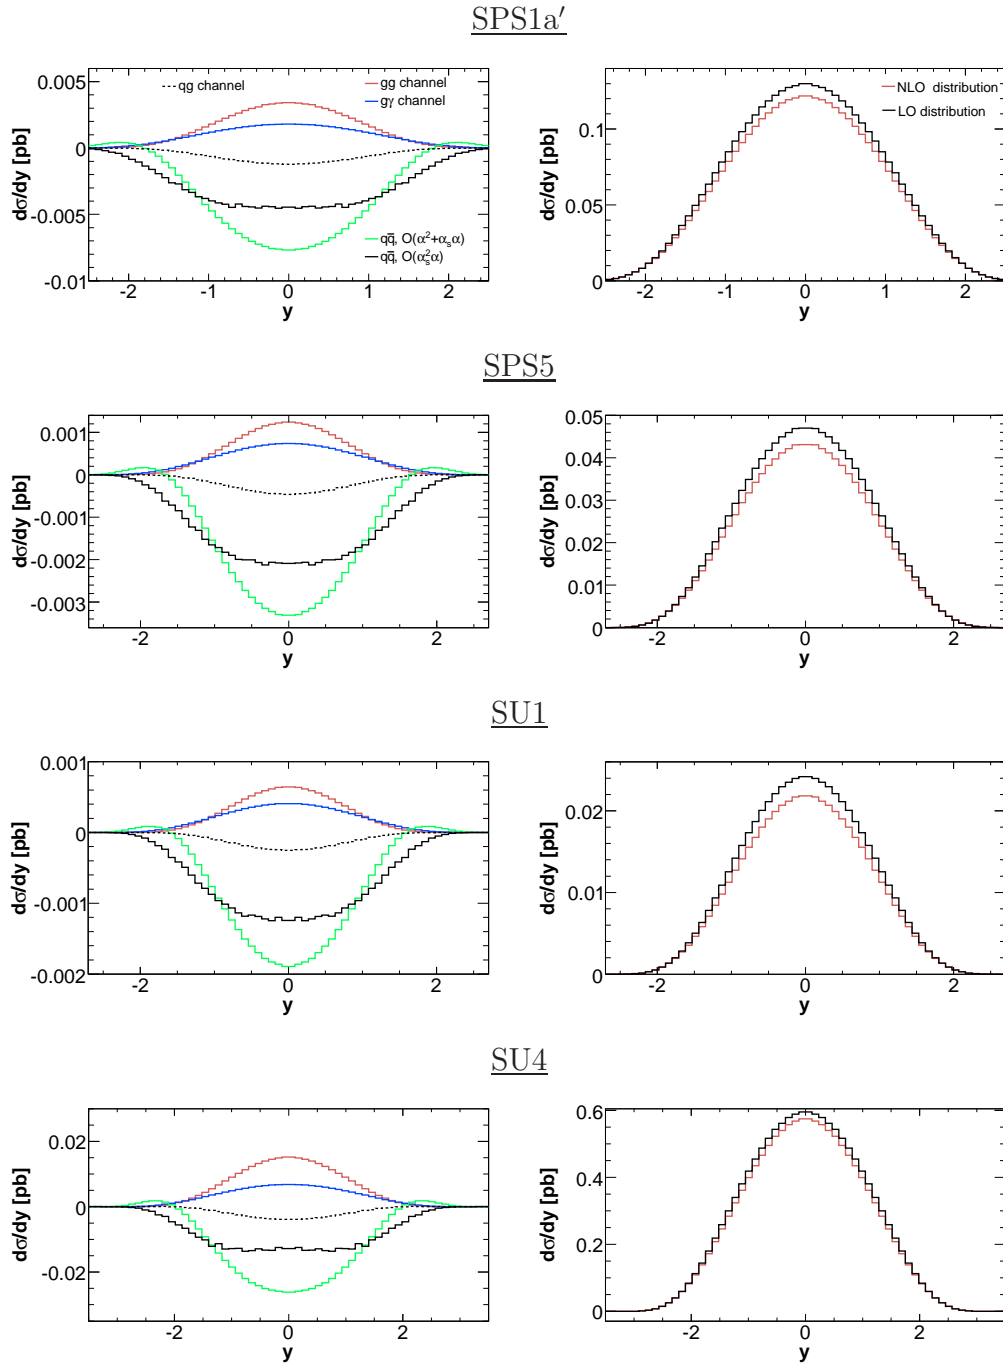 SPS1a′
0.005
0
-0.005
-0.01
dσ/dy [pb]
qg channel
gg channel
gγ channel
qq̅, O(α²+αₛα)
qq̅, O(αₛ²α)
-2 -1 0 1 2
y
0.1
0.05
0
dσ/dy [pb]
NLO distribution
LO distribution
-2 -1 0 1 2
y
SPS5
0.001
0
-0.001
-0.002
-0.003
dσ/dy [pb]
-2 0 2
y
0.05
0.04
0.03
0.02
0.01
0
dσ/dy [pb]
-2 0 2
y
SU1
0.001
0
-0.001
-0.002
dσ/dy [pb]
-2 0 2
y
0.02
0.01
0
dσ/dy [pb]
-2 0 2
y
SU4
0.02
0
-0.02
dσ/dy [pb]
-2 0 2
y
0.6
0.4
0.2
0
dσ/dy [pb]
-2 0 2
y